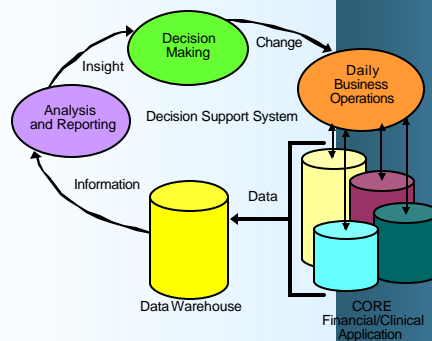 Decision
Making
Change
Insight
Daily
Business
Operations
Analysis
and Reporting
Decision Support System
Information
Data
Data Warehouse
CORE
Financial/Clinical
Application